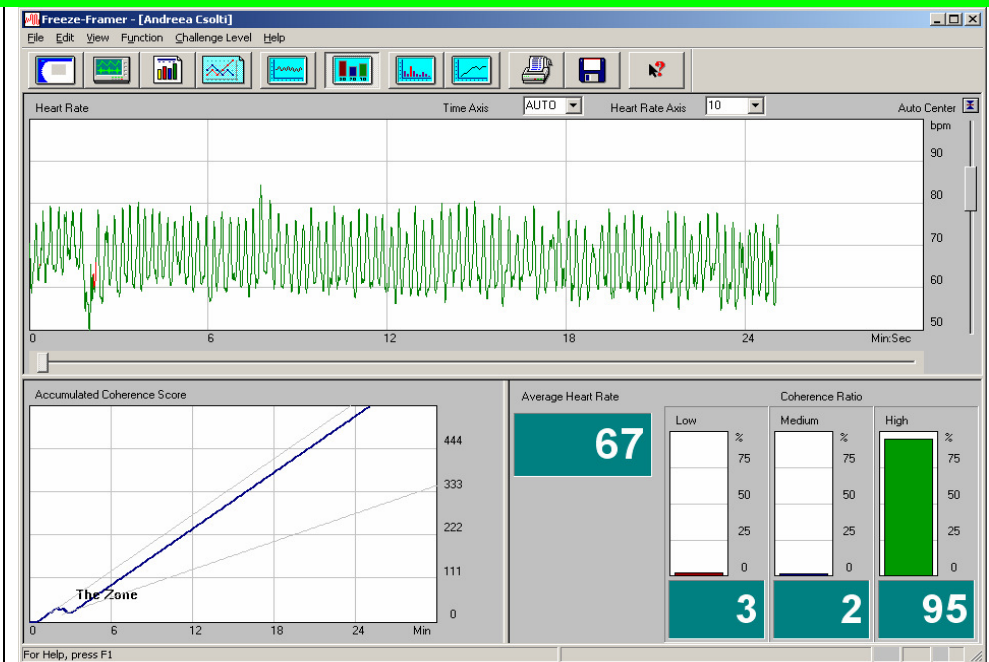 Freeze-Framer - [Andreea Csolti]
File Edit View Function Challenge Level Help
Heart Rate Time Axis AUTO Heart Rate Axis 10 Auto Center
bpm
90
80
70
60
50
0 6 12 18 24 Min:Sec
Accumulated Coherence Score
444
333
222
111
0
The Zone
0 6 12 18 24 Min
Average Heart Rate
67
Coherence Ratio
Low Medium High
% % %
75 75 75
50 50 50
25 25 25
0 0 0
3 2 95
For Help, press F1